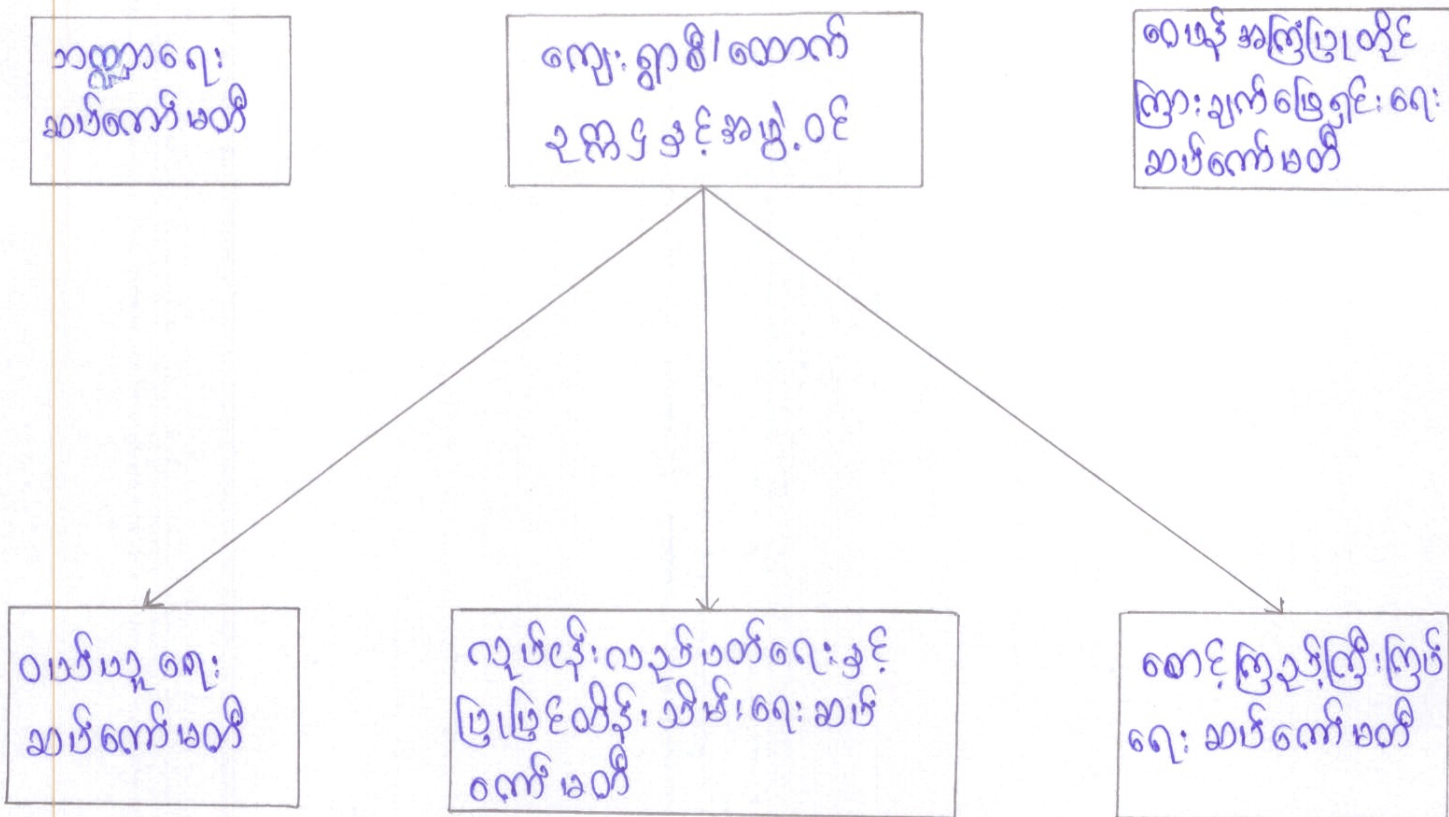 ဘဏ္ဍာရေး
ဆပ်ကော်မတီ
ကျေးရွာစီ/ထောက်
ဥက္ကဌနှင့်အဖွဲ့ဝင်
ဝေဖန်အကြံပြုတိုင်
ကြားချက်ဖြေရှင်းရေး
ဆပ်ကော်မတီ
ဝယ်ယူရေး
ဆပ်ကော်မတီ
လုပ်ငန်းလည်ပတ်ရေးနှင့်
ပြုပြင်ထိန်းသိမ်းရေးဆပ်
ကော်မတီ
စောင့်ကြည့်ကြီးကြပ်
ရေးဆပ်ကော်မတီ